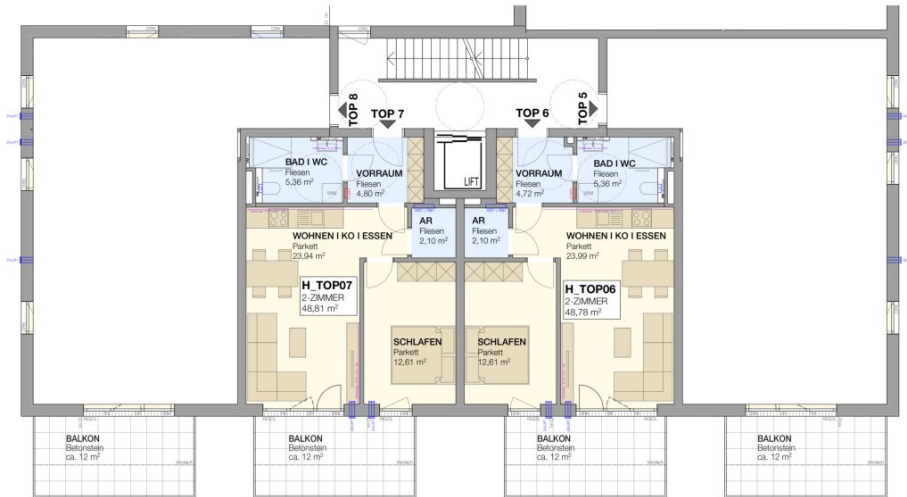 TOP 8
TOP 7
TOP 6
TOP 5
LIFT
BAD I WC
Fliesen
5,36 m²
WM
VORRAUM
Fliesen
4,80 m²
VORRAUM
Fliesen
4,72 m²
BAD I WC
Fliesen
5,36 m²
WM
AR
Fliesen
2,10 m²
AR
Fliesen
2,10 m²
WOHNEN I KO I ESSEN
Parkett
23,94 m²
WOHNEN I KO I ESSEN
Parkett
23,99 m²
H_TOP07
2-ZIMMER
48,81 m²
H_TOP06
2-ZIMMER
48,78 m²
SCHLAFEN
Parkett
12,61 m²
SCHLAFEN
Parkett
12,61 m²
BALKON
Betonstein
ca. 12 m²
BALKON
Betonstein
ca. 12 m²
BALKON
Betonstein
ca. 12 m²
BALKON
Betonstein
ca. 12 m²